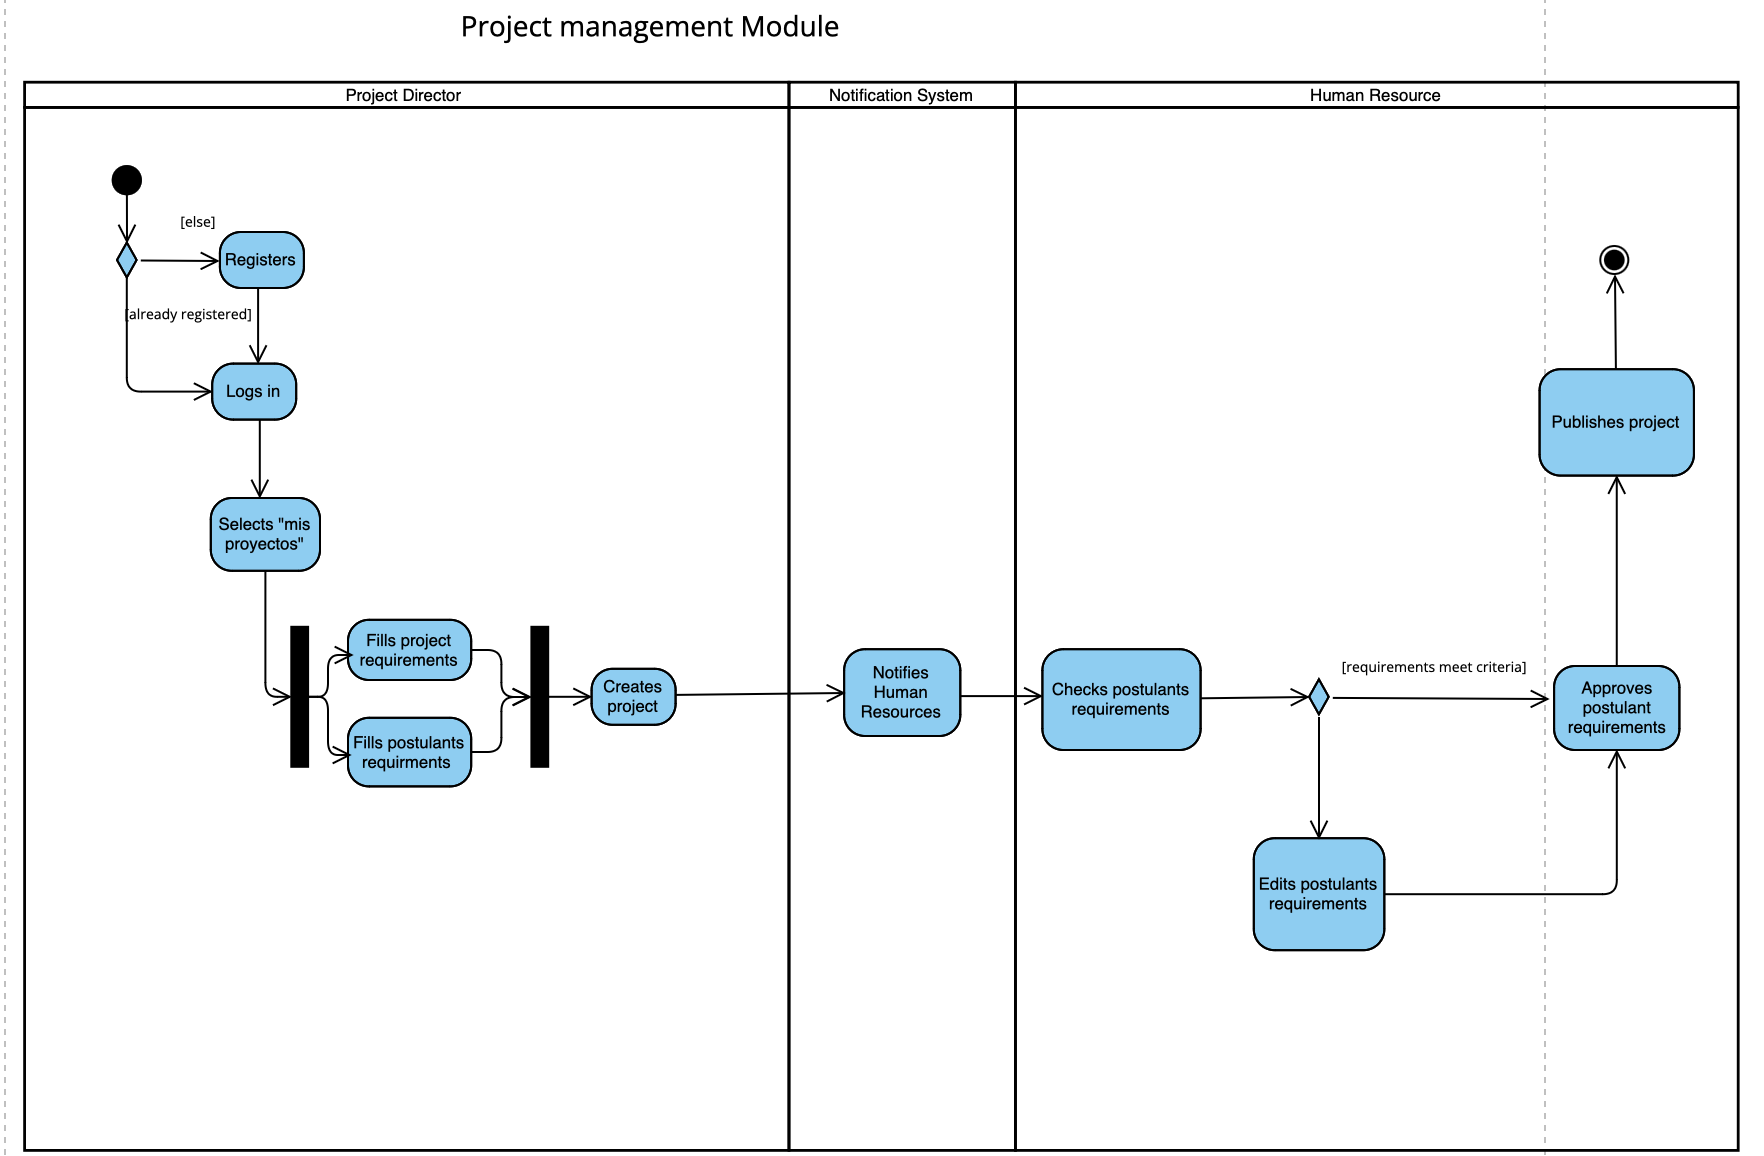 Project management Module
Project Director
Notification System
Human Resource
[else]
Registers
[already registered]
Logs in
Selects "mis
proyectos"
Fills project
requirements
Fills postulants
requirments
Creates
project
Notifies
Human
Resources
Checks postulants
requirements
[requirements meet criteria]
Approves
postulant
requirements
Edits postulants
requirements
Publishes project